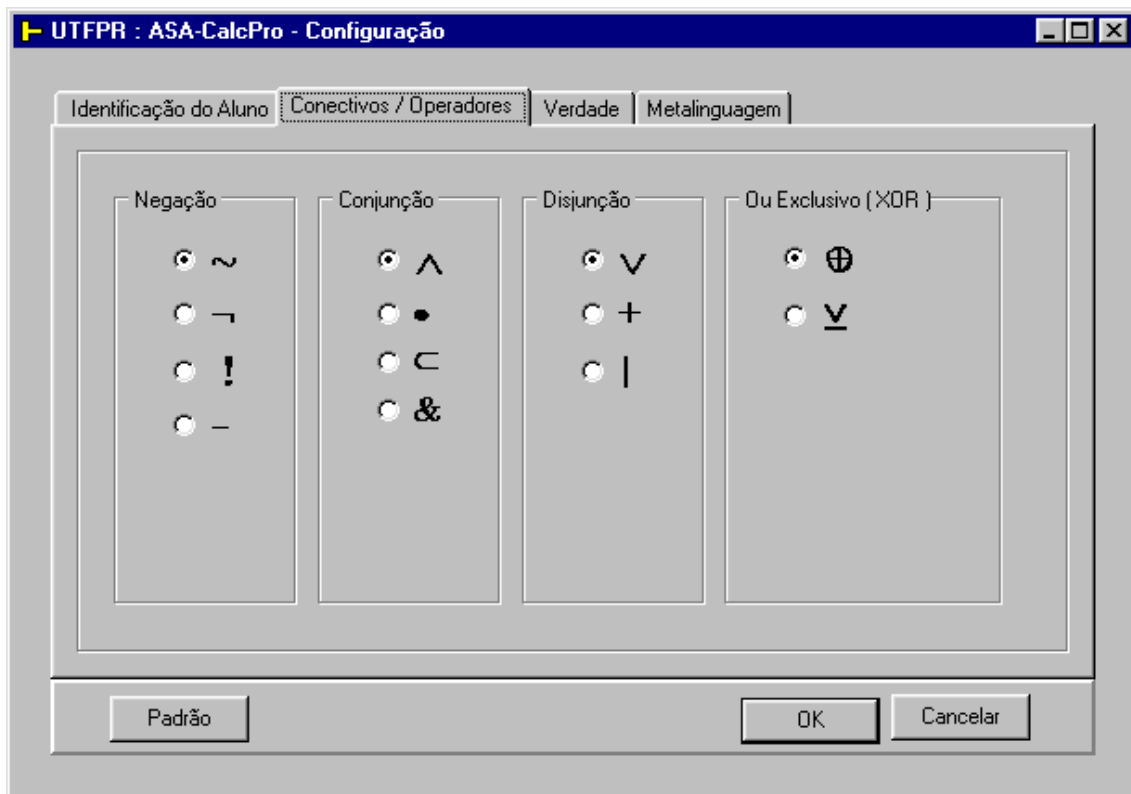 UTFPR : ASA-CalcPro - Configuração
Identificação do Aluno Conectivos / Operadores Verdade Metalinguagem
Negação Conjunção Disjunção Ou Exclusivo ( XOR )
~ ∧ ∨ ⊕
¬ • + ⊻
! ⊂ |
– &
Padrão OK Cancelar